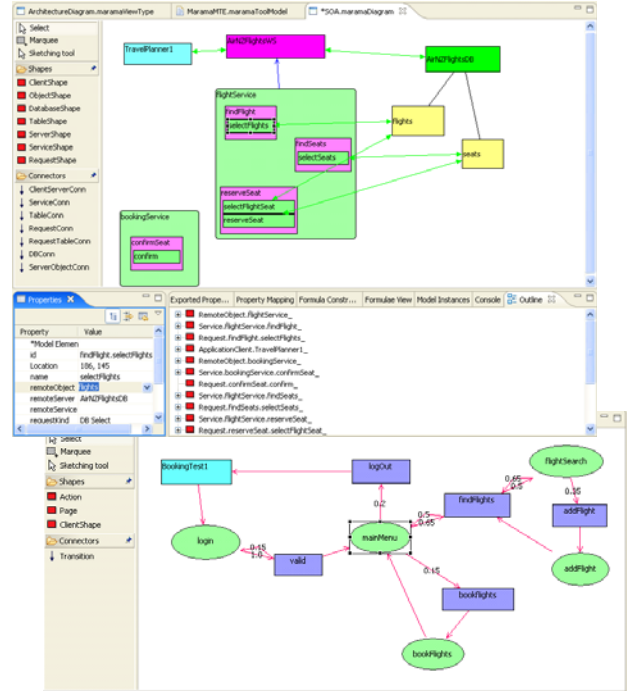 ArchitectureDiagram.maramaViewType
MaramaMTE.maramaToolModel
*SOA.maramaDiagram
Select
Marquee
Sketching tool
Shapes
ClientShape
ObjectShape
DatabaseShape
TableShape
ServerShape
ServiceShape
RequestShape
Connectors
ClientServerConn
ServiceConn
TableConn
RequestConn
RequestTableConn
DBConn
ServerObjectConn
TravelPlanner1
AirNZFlightsWS
AirNZFlightsDB
flightService
findFlight
selectFlights
flights
findSeats
selectSeats
seats
reserveSeat
selectFlightSeat
reserveSeat
bookingService
confirmSeat
confirm
Properties
Property Value
*Model Elemen
id findFlight.selectFlights
Location 186, 145
name selectFlights
remoteObject flights
remoteServer AirNZFlightsDB
remoteService
requestKind DB Select
Exported Prope... Property Mapping Formula Constr... Formulae View Model Instances Console Outline
RemoteObject.flightService_
Service.flightService.findFlight_
Request.findFlight.selectFlights_
ApplicationClient.TravelPlanner1_
RemoteObject.bookingService_
Service.bookingService.confirmSeat_
Request.confirmSeat.confirm_
Service.flightService.findSeats_
Request.findSeats.selectSeats_
Service.flightService.reserveSeat_
Request.reserveSeat.selectFlightSeat_
Select
Marquee
Sketching tool
Shapes
Action
Page
ClientShape
Connectors
Transition
BookingTest1
logOut
flightSearch
0.65
0.5
0.35
0.2
findFlights
addFlight
0.5
0.65
login
mainMenu
0.15
1.0
valid
addFlight
0.15
bookflights
bookFlights